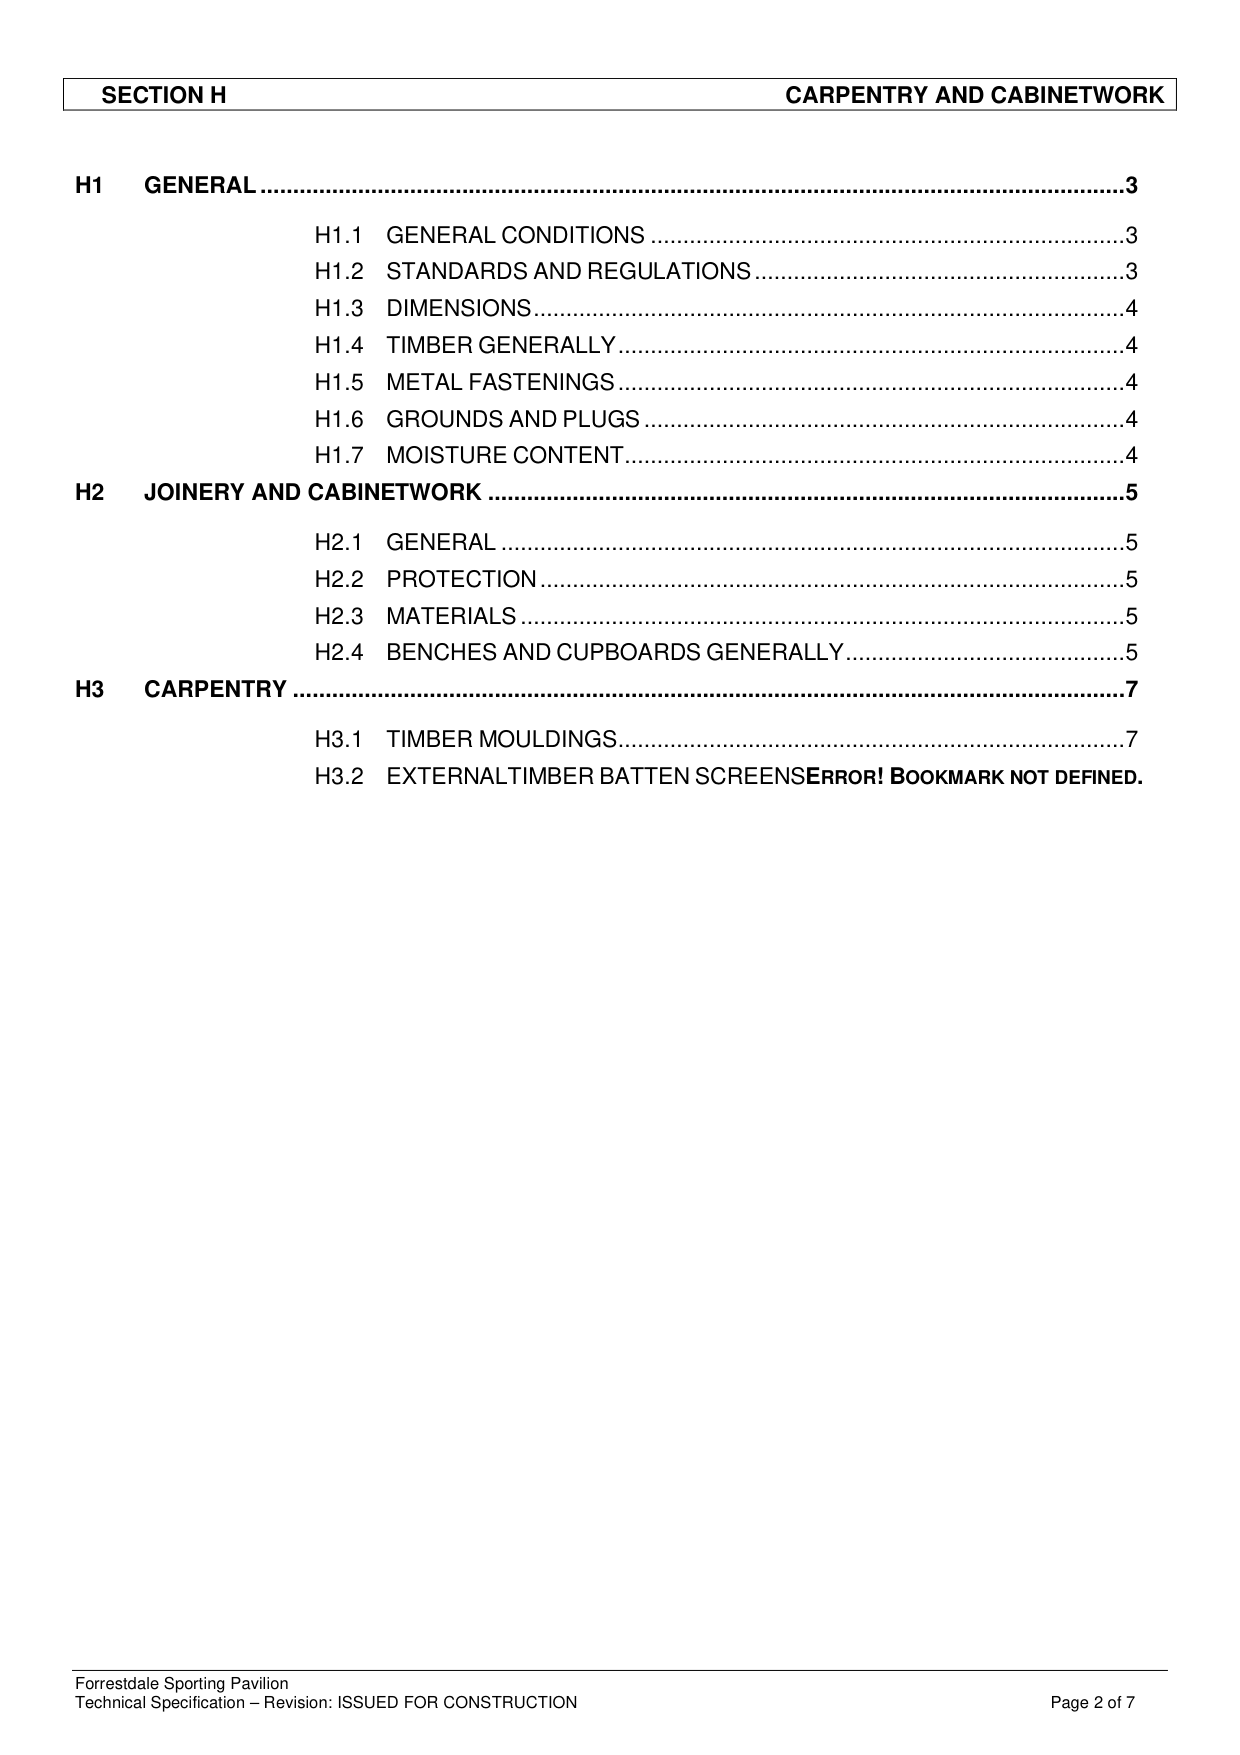 SECTION H CARPENTRY AND CABINETWORK
H1 GENERAL ....................................................................................................................................3
H1.1 GENERAL CONDITIONS .........................................................................3
H1.2 STANDARDS AND REGULATIONS .........................................................3
H1.3 DIMENSIONS...........................................................................................4
H1.4 TIMBER GENERALLY..............................................................................4
H1.5 METAL FASTENINGS ..............................................................................4
H1.6 GROUNDS AND PLUGS ..........................................................................4
H1.7 MOISTURE CONTENT.............................................................................4
H2 JOINERY AND CABINETWORK ..................................................................................................5
H2.1 GENERAL ................................................................................................5
H2.2 PROTECTION..........................................................................................5
H2.3 MATERIALS .............................................................................................5
H2.4 BENCHES AND CUPBOARDS GENERALLY...........................................5
H3 CARPENTRY ................................................................................................................................7
H3.1 TIMBER MOULDINGS..............................................................................7
H3.2 EXTERNALTIMBER BATTEN SCREENSERROR! BOOKMARK NOT DEFINED.
Forrestdale Sporting Pavilion
Technical Specification – Revision: ISSUED FOR CONSTRUCTION Page 2 of 7